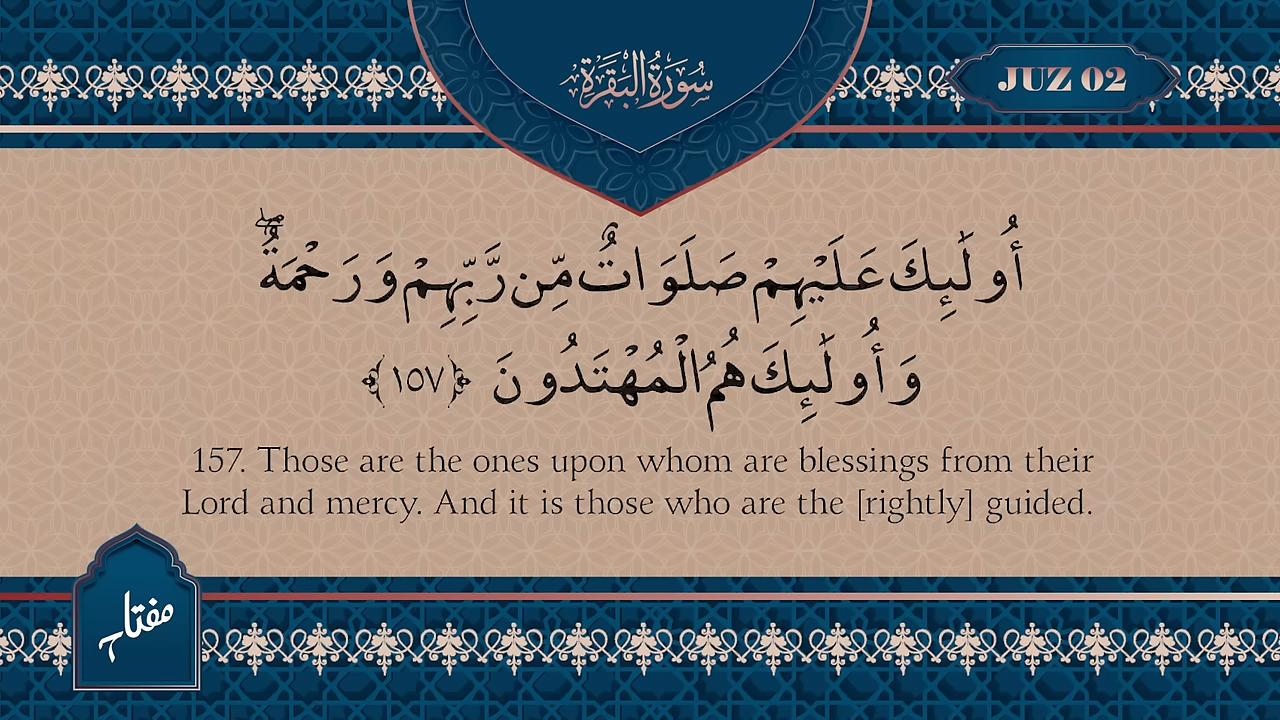 سُورَةُ البَقَرَةِ
JUZ 02
أُولَٰئِكَ عَلَيْهِمْ صَلَوَاتٌ مِّن رَّبِّهِمْ وَرَحْمَةٌ ۖ
وَأُولَٰئِكَ هُمُ الْمُهْتَدُونَ ﴿١٥٧﴾
157. Those are the ones upon whom are blessings from their
Lord and mercy. And it is those who are the [rightly] guided.
مفتاح